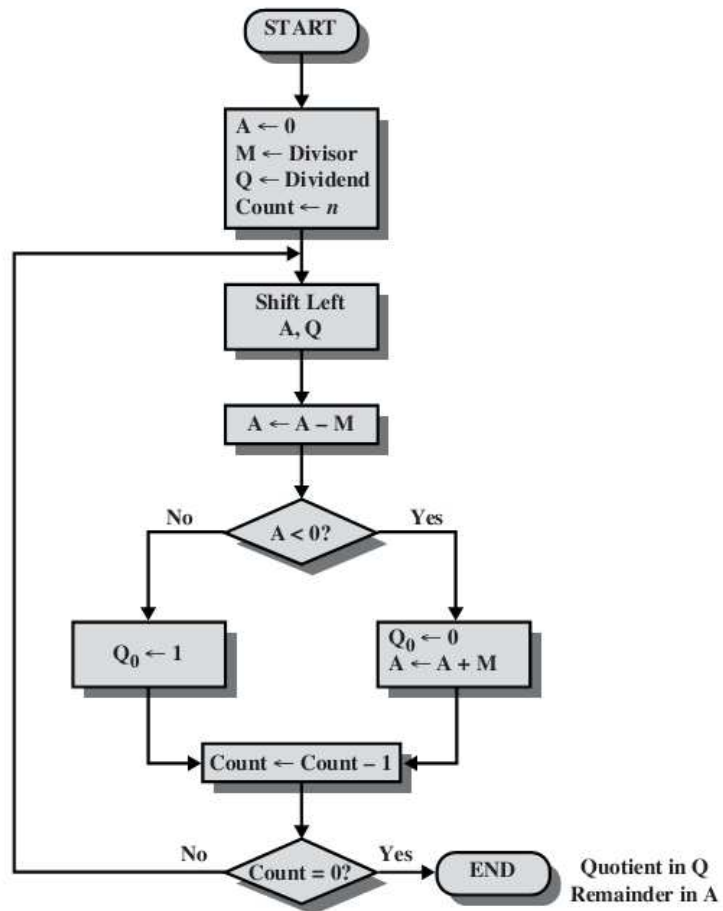 START
A ← 0
M ← Divisor
Q ← Dividend
Count ← n
Shift Left
A, Q
A ← A – M
No
A < 0?
Yes
Q₀ ← 1
Q₀ ← 0
A ← A + M
Count ← Count – 1
No
Count = 0?
Yes
END
Quotient in Q
Remainder in A